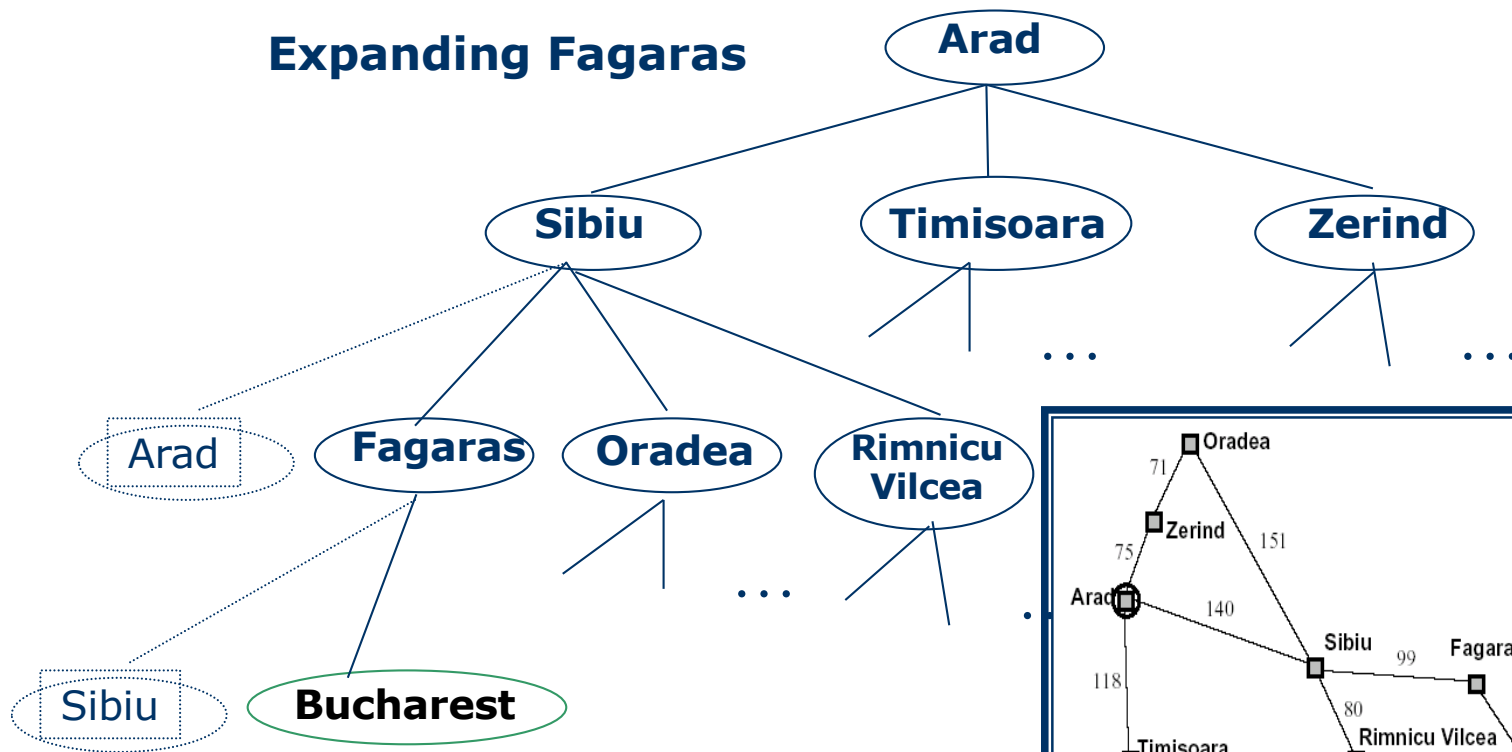 Expanding Fagaras
Arad
Sibiu
Timisoara
Zerind
...
...
Arad
Fagaras
Oradea
Rimnicu
Vilcea
...
..
Sibiu
Bucharest
Oradea
71
Zerind
75
151
Arad
140
Sibiu
99
Fagara
118
80
Timisoara
Rimnicu Vilcea